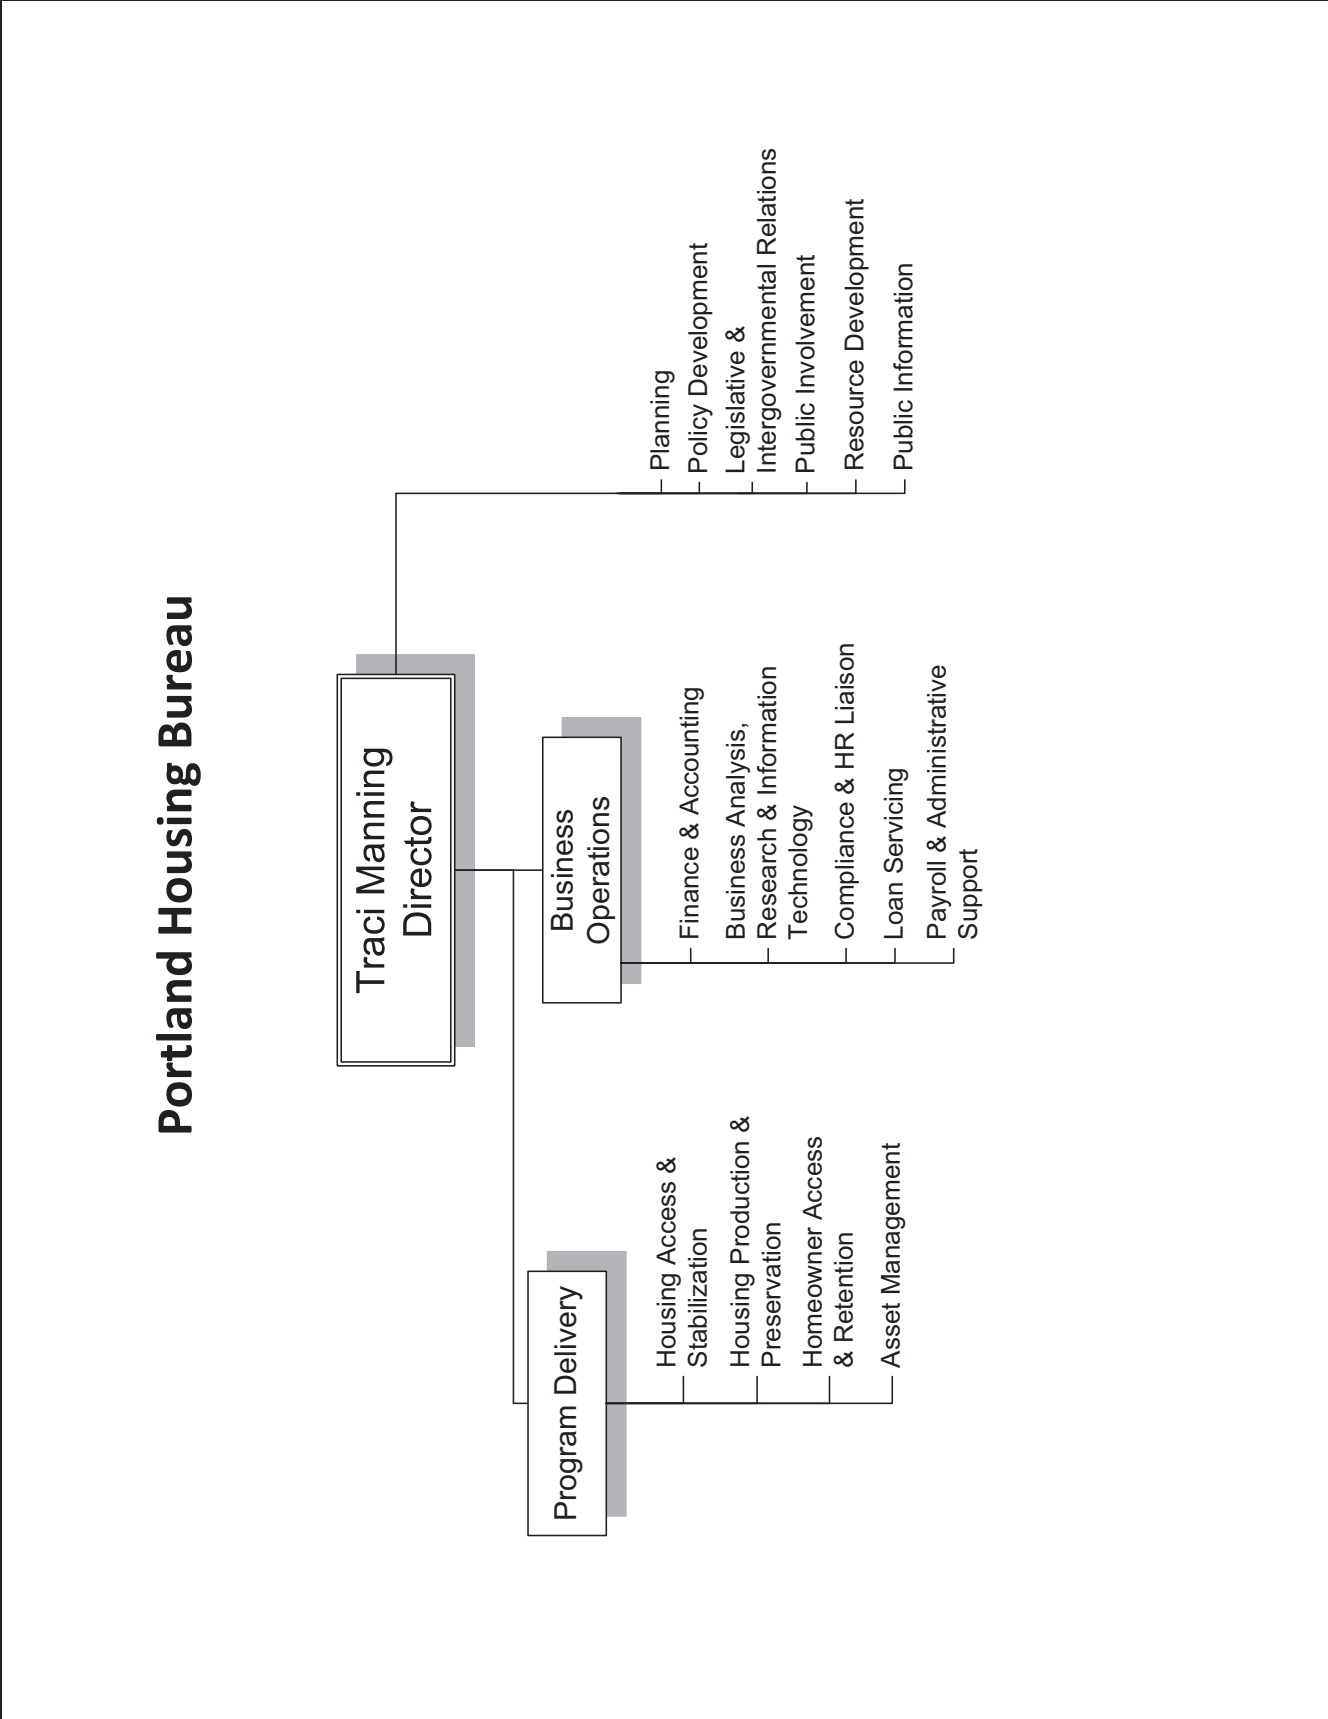 Portland Housing Bureau
Traci Manning
Director
Program Delivery
Housing Access &
Stabilization
Housing Production &
Preservation
Homeowner Access
& Retention
Asset Management
Business
Operations
Finance & Accounting
Business Analysis,
Research & Information
Technology
Compliance & HR Liaison
Loan Servicing
Payroll & Administrative
Support
Planning
Policy Development
Legislative &
Intergovernmental Relations
Public Involvement
Resource Development
Public Information